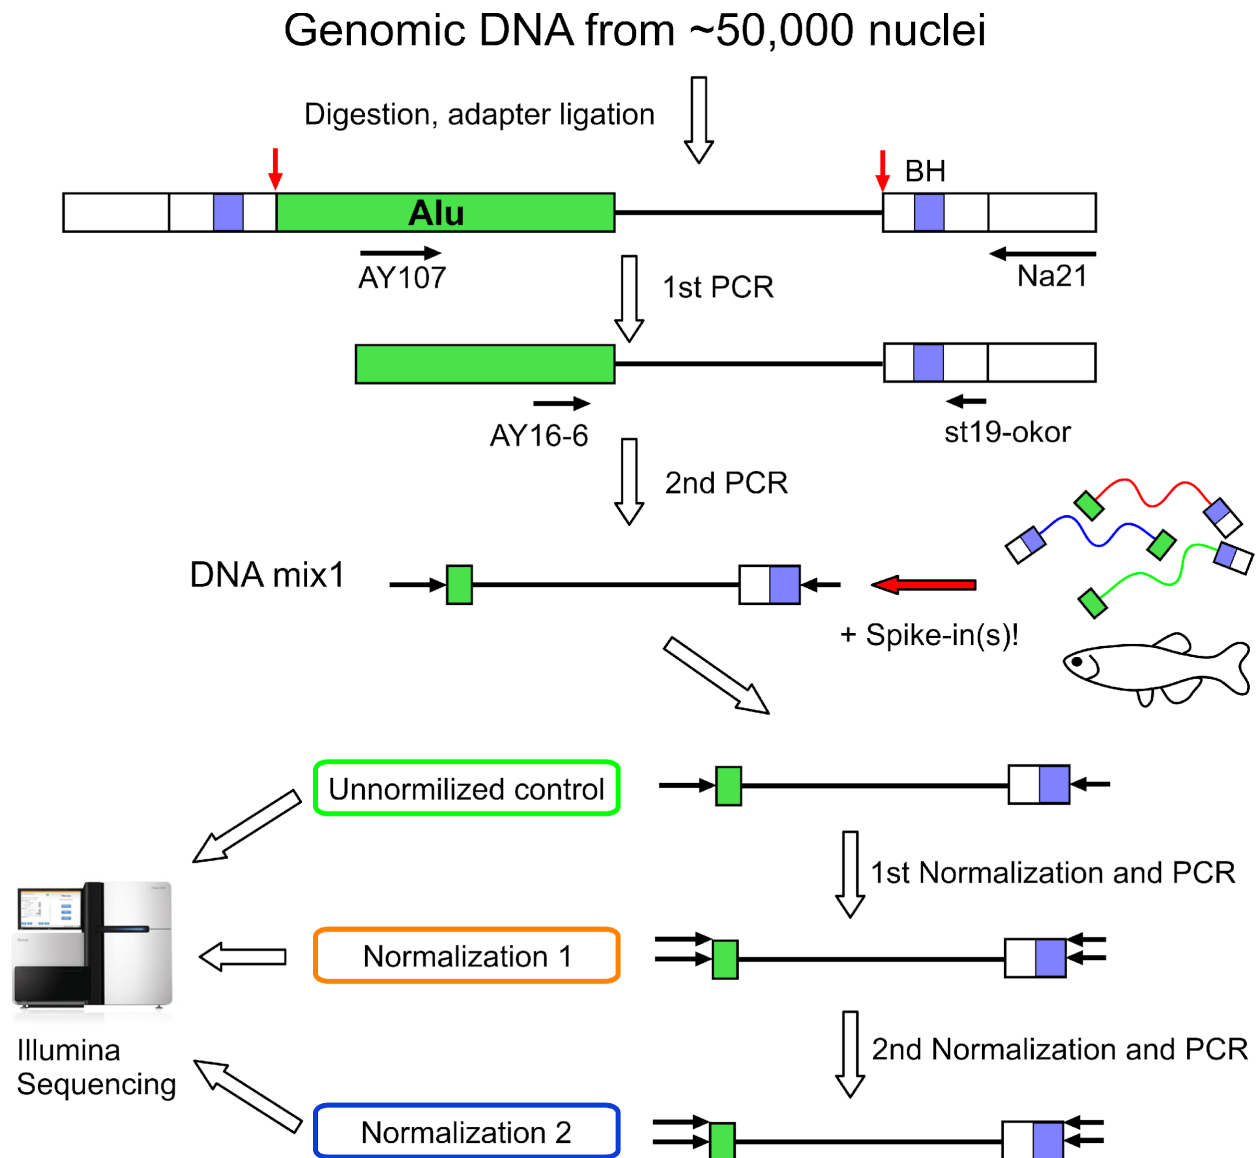 Genomic DNA from ~50,000 nuclei
Digestion, adapter ligation
BH
Alu
AY107
Na21
1st PCR
AY16-6
st19-okor
2nd PCR
DNA mix1
+ Spike-in(s)!
Unnormilized control
1st Normalization and PCR
Normalization 1
Illumina
Sequencing
2nd Normalization and PCR
Normalization 2